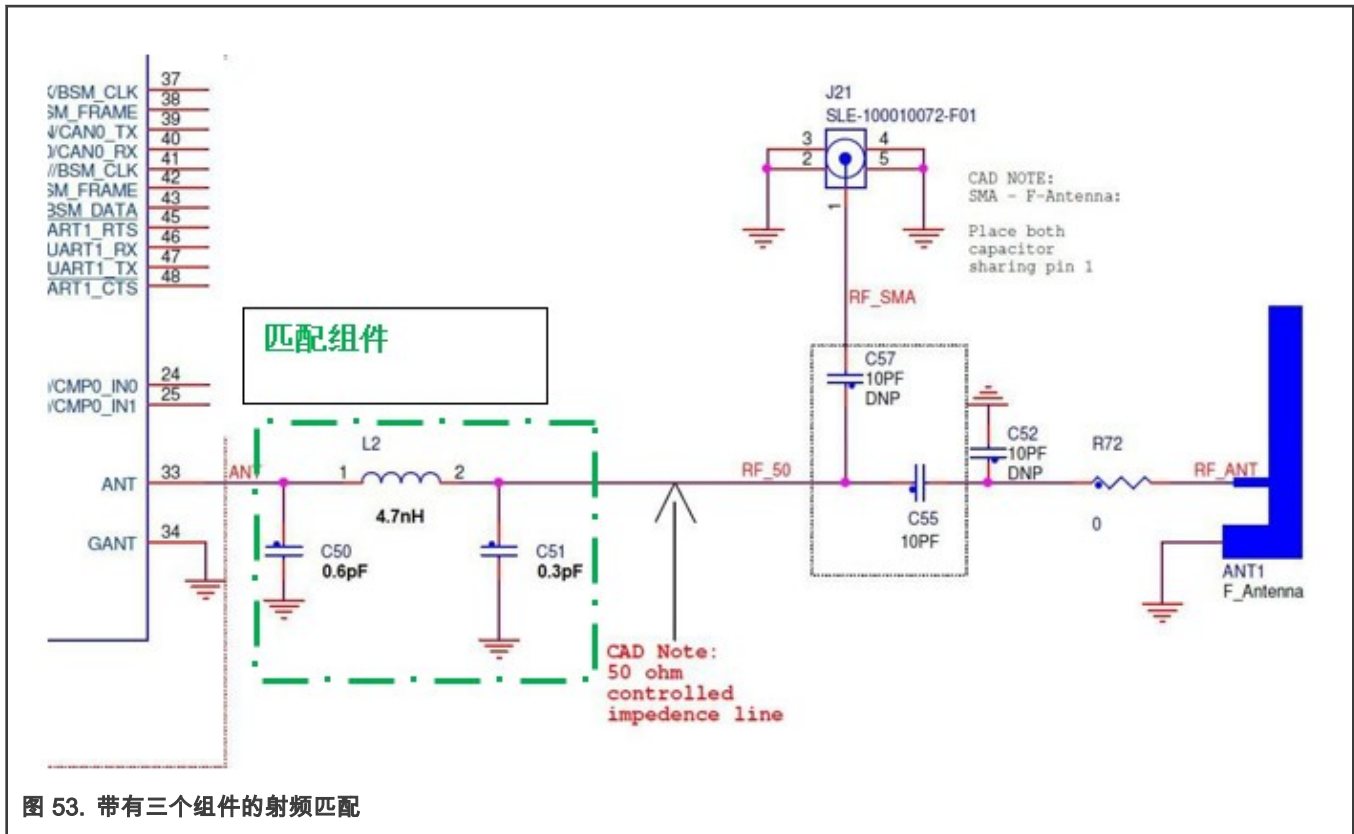 37
V/BSM_CLK
38
SM_FRAME
39
N/CAN0_TX
40
0/CAN0_RX
41
//BSM_CLK
42
SM_FRAME
43
BSM_DATA
45
ART1_RTS
46
UART1_RX
47
UART1_TX
48
ART1_CTS
24
/CMP0_IN0
25
/CMP0_IN1
ANT
33
GANT
34
匹配组件
L2
1
2
4.7nH
C50
0.6pF
C51
0.3pF
RF_50
CAD Note:
50 ohm
controlled
impedence line
J21
SLE-100010072-F01
3
4
2
5
1
CAD NOTE:
SMA - F-Antenna:
Place both
capacitor
sharing pin 1
RF_SMA
C57
10PF
DNP
C55
10PF
C52
10PF
DNP
R72
0
RF_ANT
ANT1
F_Antenna
图 53. 带有三个组件的射频匹配